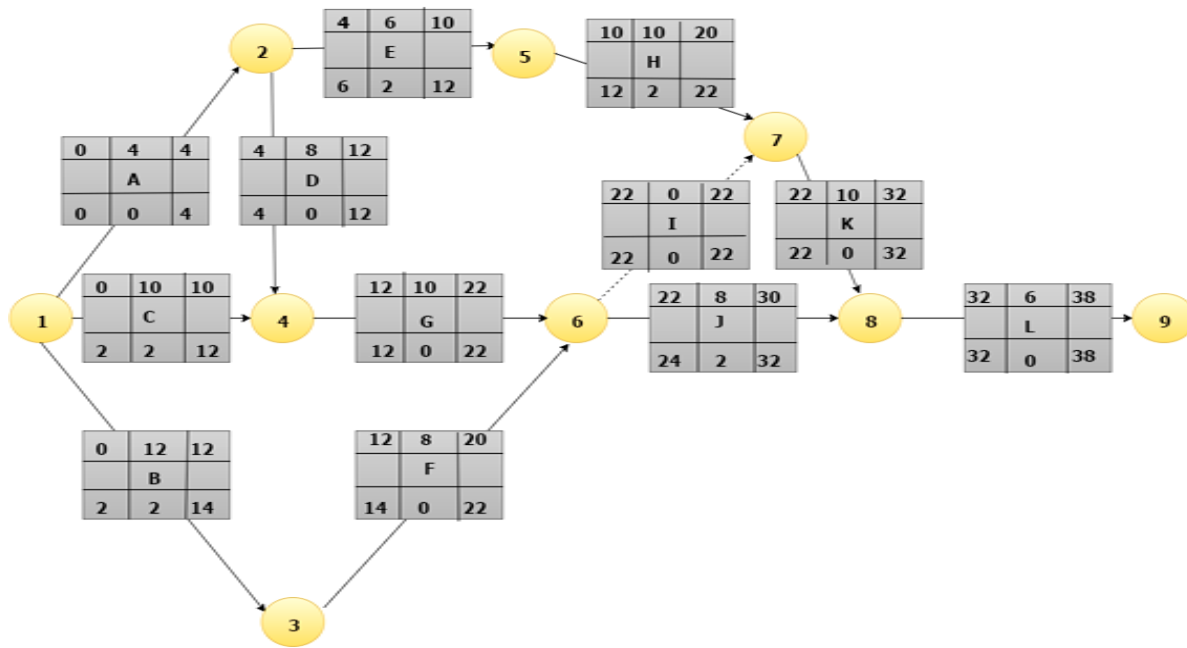 4 6 10
E
6 2 12
2
5
10 10 20
H
12 2 22
7
0 4 4
A
0 0 4
4 8 12
D
4 0 12
22 0 22
I
22 0 22
22 10 32
K
22 0 32
1
0 10 10
C
2 2 12
4
12 10 22
G
12 0 22
6
22 8 30
J
24 2 32
8
32 6 38
L
32 0 38
9
0 12 12
B
2 2 14
12 8 20
F
14 0 22
3